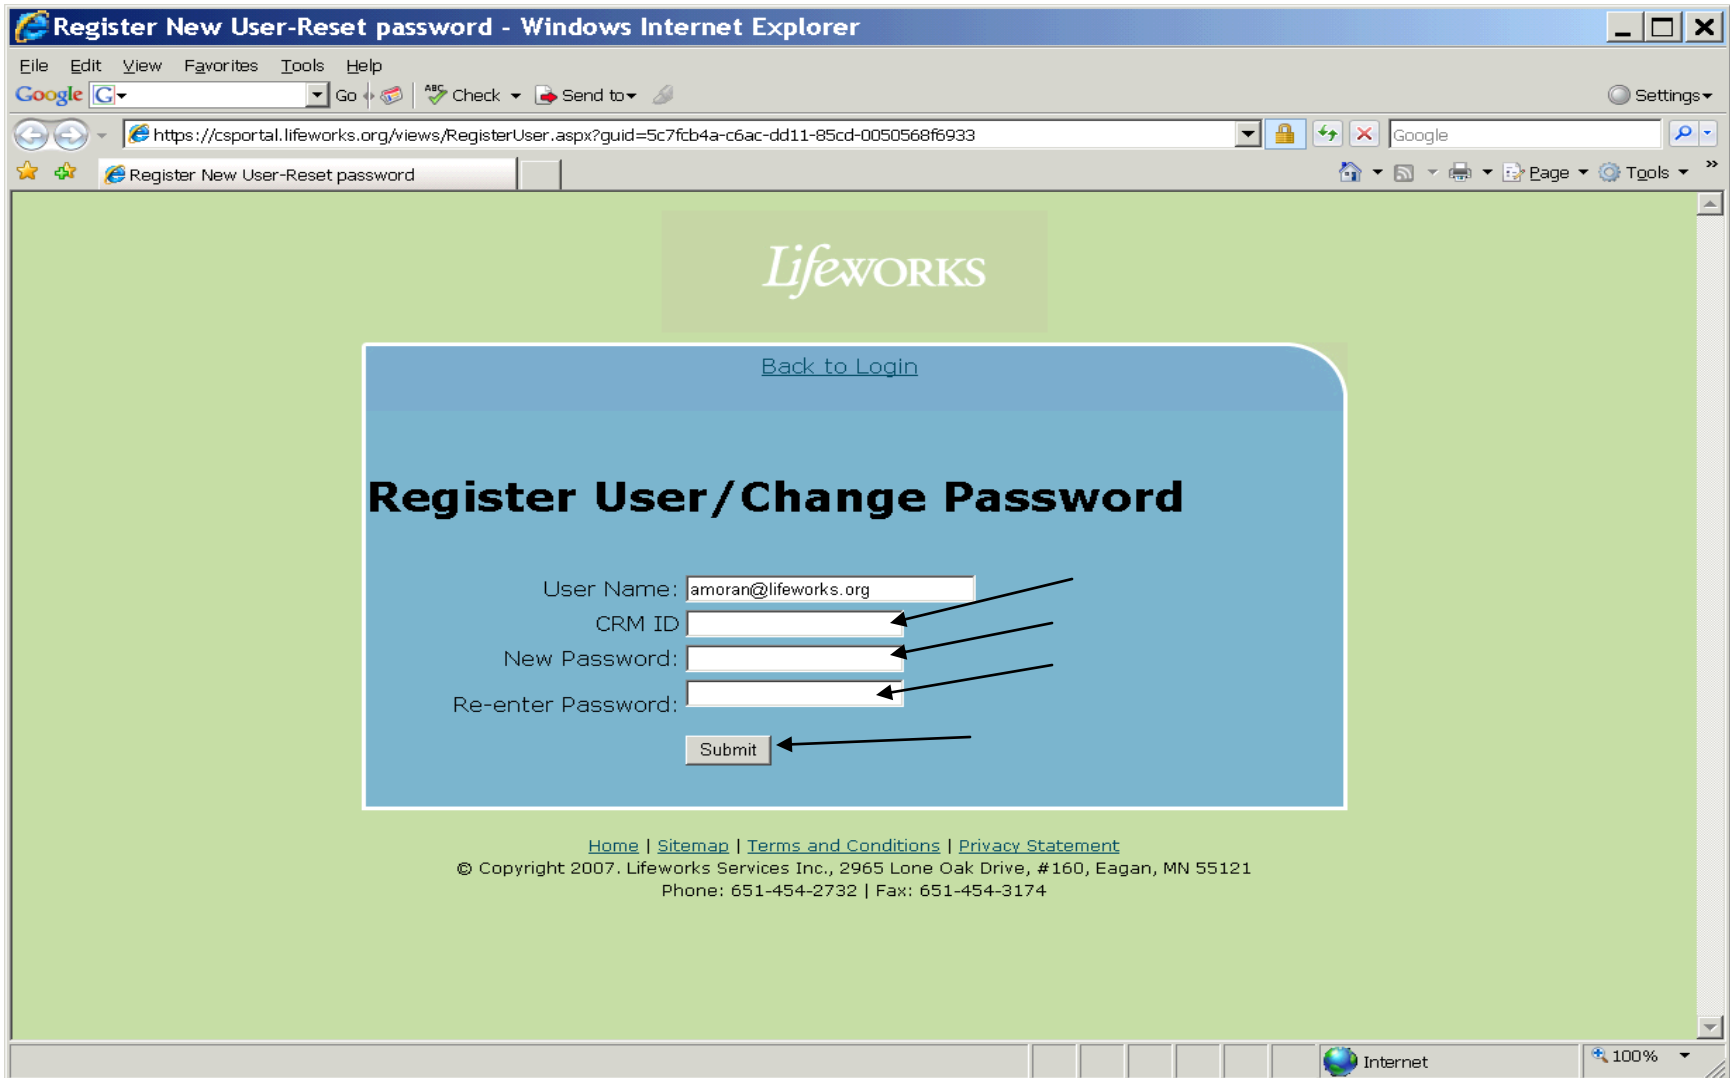 Register New User-Reset password - Windows Internet Explorer
File Edit View Favorites Tools Help
Google G Go ABC Check Send to Settings
https://csportal.lifeworks.org/views/RegisterUser.aspx?guid=5c7fcb4a-c6ac-dd11-85cd-0050568f6933 Google
Register New User-Reset password Page Tools »
Lifeworks
Back to Login
Register User/Change Password
User Name: amoran@lifeworks.org
CRM ID
New Password:
Re-enter Password:
Submit
Home | Sitemap | Terms and Conditions | Privacy Statement
© Copyright 2007. Lifeworks Services Inc., 2965 Lone Oak Drive, #160, Eagan, MN 55121
Phone: 651-454-2732 | Fax: 651-454-3174
Internet 100%